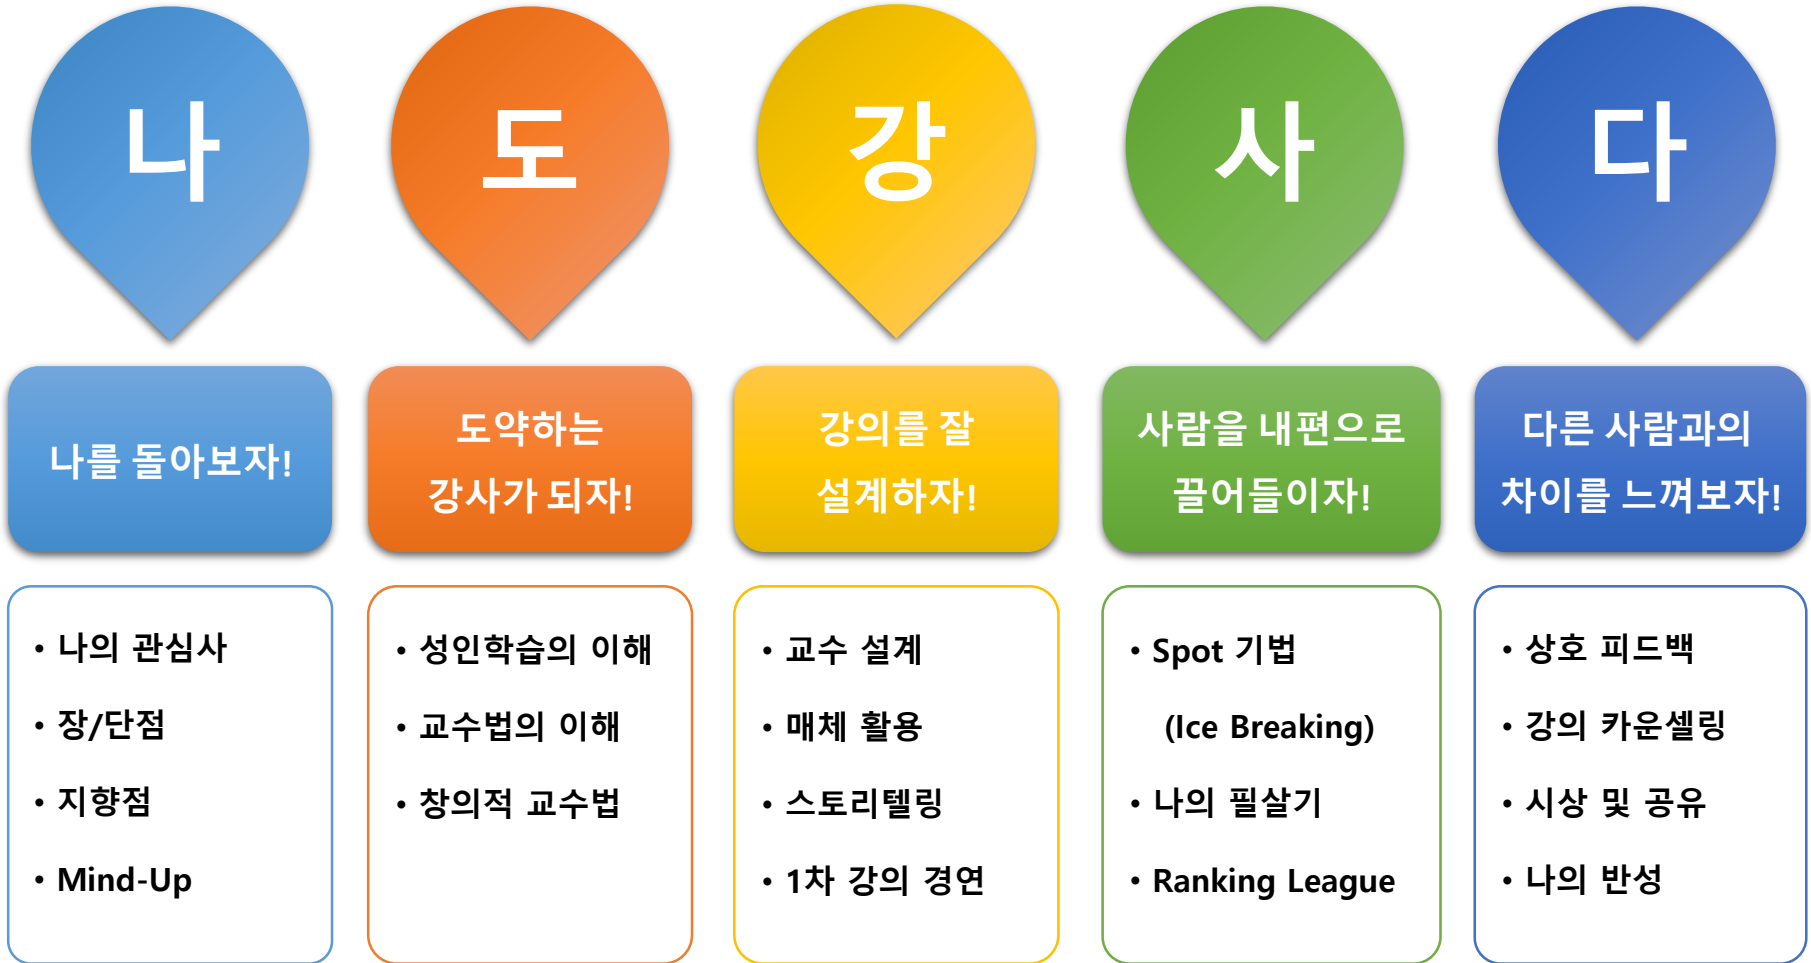 나
도
강
사
다
나를 돌아보자!
도약하는
강사가 되자!
강의를 잘
설계하자!
사람을 내편으로
끌어들이자!
다른 사람과의
차이를 느껴보자!
• 나의 관심사
• 장/단점
• 지향점
• Mind-Up
• 성인학습의 이해
• 교수법의 이해
• 창의적 교수법
• 교수 설계
• 매체 활용
• 스토리텔링
• 1차 강의 경연
• Spot 기법
(Ice Breaking)
• 나의 필살기
• Ranking League
• 상호 피드백
• 강의 카운셀링
• 시상 및 공유
• 나의 반성